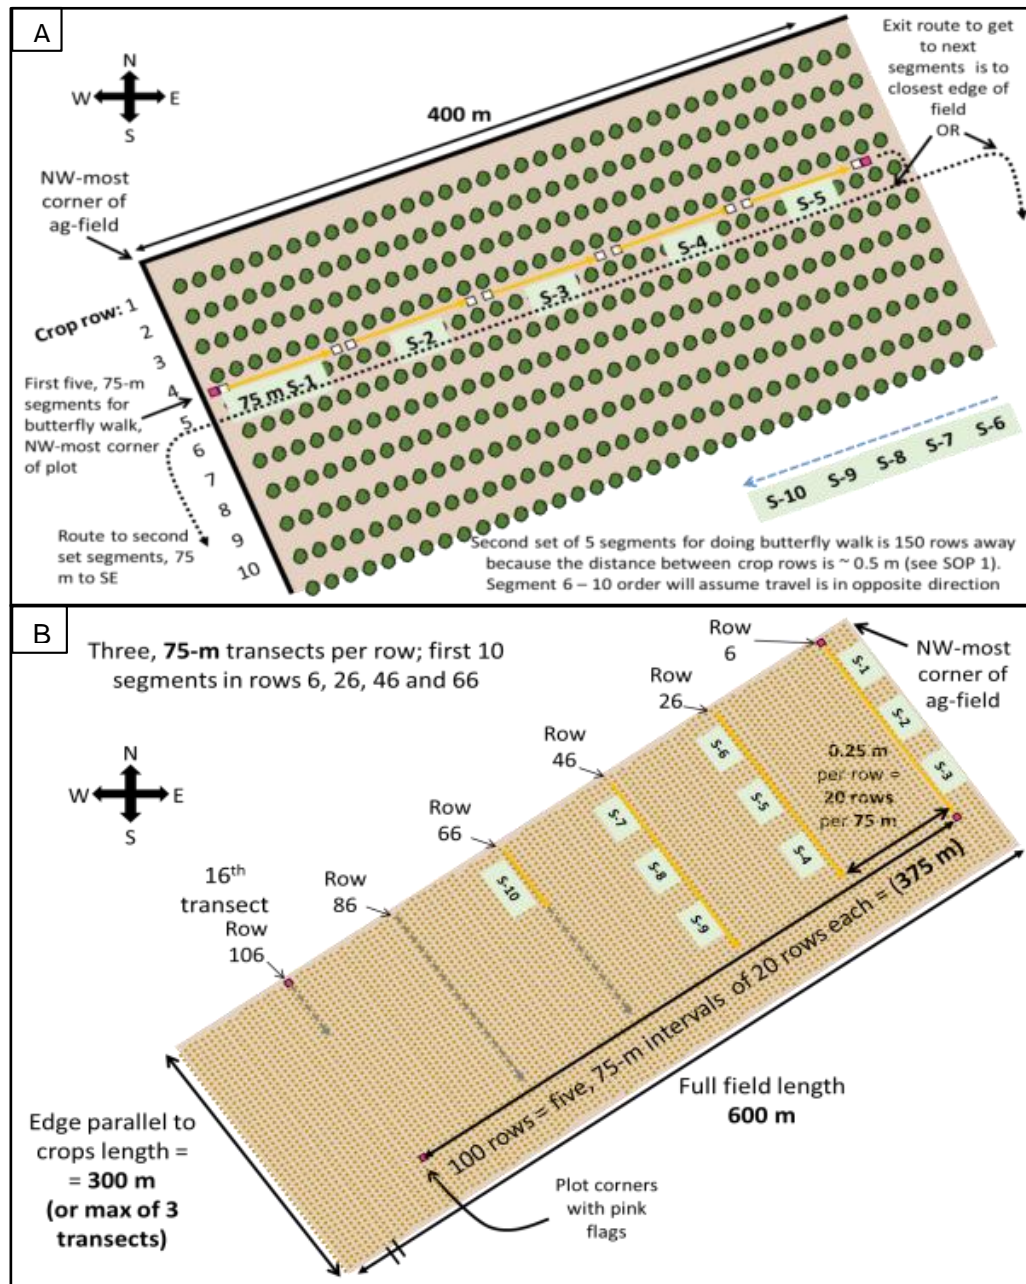 A
N
W E
S
400 m
Exit route to get
to next
segments is to
closest edge of
field
OR
NW-most
corner of
ag-field
Crop row: 1
2
3
4
5
6
7
8
9
10
First five, 75-m
segments for
butterfly walk,
NW-most corner
of plot
75 m S-1
S-2
S-3
S-4
S-5
Route to second
set segments, 75
m to SE
S-10 S-9 S-8 S-7 S-6
Second set of 5 segments for doing butterfly walk is 150 rows away
because the distance between crop rows is ~ 0.5 m (see SOP 1).
Segment 6 – 10 order will assume travel is in opposite direction
B
Three, 75-m transects per row; first 10
segments in rows 6, 26, 46 and 66
N
W E
S
Row
6
NW-most
corner of
ag-field
Row
26
Row
46
Row
66
Row
86
16th
transect
Row
106
S-1
S-2
S-3
S-6
S-5
S-4
S-7
S-8
S-9
S-10
0.25 m
per row =
20 rows
per 75 m
100 rows = five, 75-m intervals of 20 rows each = (375 m)
Full field length
600 m
Edge parallel to
crops length =
= 300 m
(or max of 3
transects)
Plot corners
with pink
flags